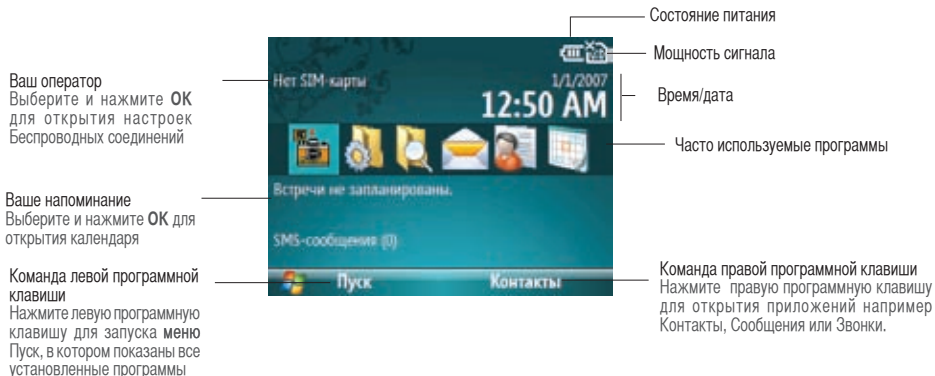 Состояние питания
Мощность сигнала
Ваш оператор
Выберите и нажмите OK
для открытия настроек
Беспроводных соединений
Нет SIM-карты
1/1/2007
12:50 AM
Время/дата
Часто используемые программы
Ваше напоминание
Выберите и нажмите OK для
открытия календаря
Встречи не запланированы.
SMS-сообщения (0)
Команда левой программной
клавиши
Нажмите левую программную
клавишу для запуска меню
Пуск, в котором показаны все
установленные программы
Пуск
Контакты
Команда правой программной клавиши
Нажмите правую программную клавишу
для открытия приложений например
Контакты, Сообщения или Звонки.